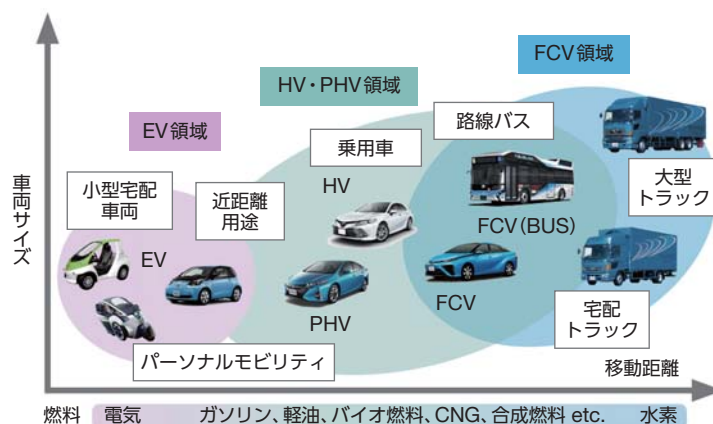 FCV領域
HV・PHV領域
EV領域
路線バス
乗用車
小型宅配
車両
近距離
用途
HV
大型
トラック
車両サイズ
EV
FCV(BUS)
PHV
FCV
宅配
トラック
パーソナルモビリティ
移動距離
燃料 電気 ガソリン、軽油、バイオ燃料、CNG、合成燃料 etc. 水素